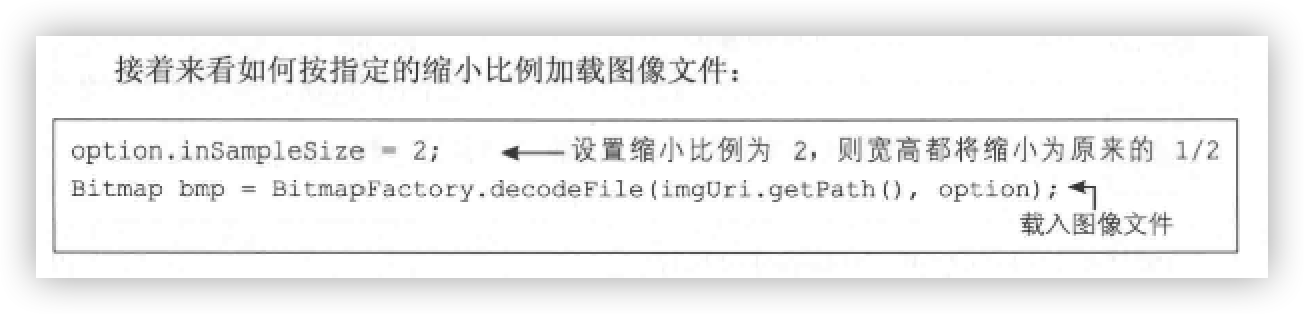 接着来看如何按指定的缩小比例加载图像文件：
option.inSampleSize = 2; 设置缩小比例为 2，则宽高都将缩小为原来的 1/2
Bitmap bmp = BitmapFactory.decodeFile(imgUri.getPath(), option);
载入图像文件